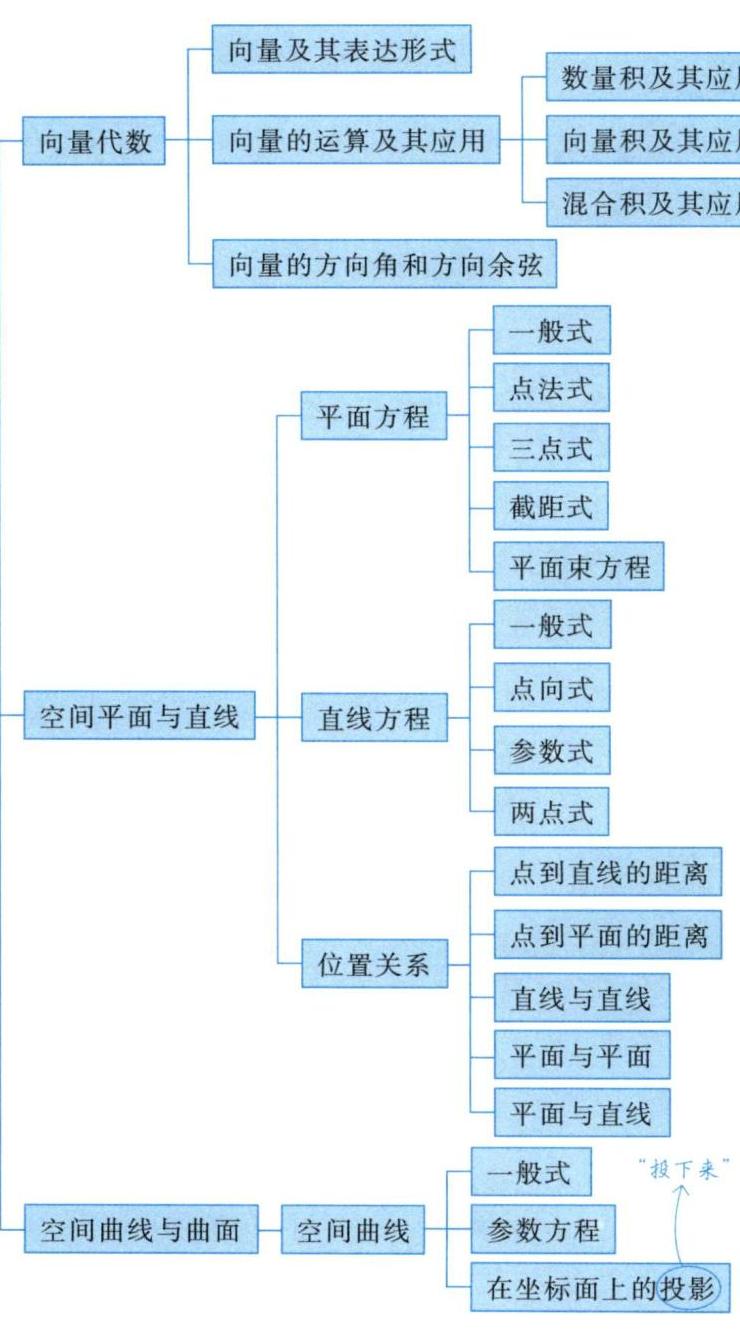 向量代数
向量及其表达形式
向量的运算及其应用
数量积及其应
向量积及其应
混合积及其应
向量的方向角和方向余弦
空间平面与直线
平面方程
一般式
点法式
三点式
截距式
平面束方程
直线方程
一般式
点向式
参数式
两点式
位置关系
点到直线的距离
点到平面的距离
直线与直线
平面与平面
平面与直线
空间曲线与曲面
空间曲线
一般式
参数方程
在坐标面上的投影
“投下来”